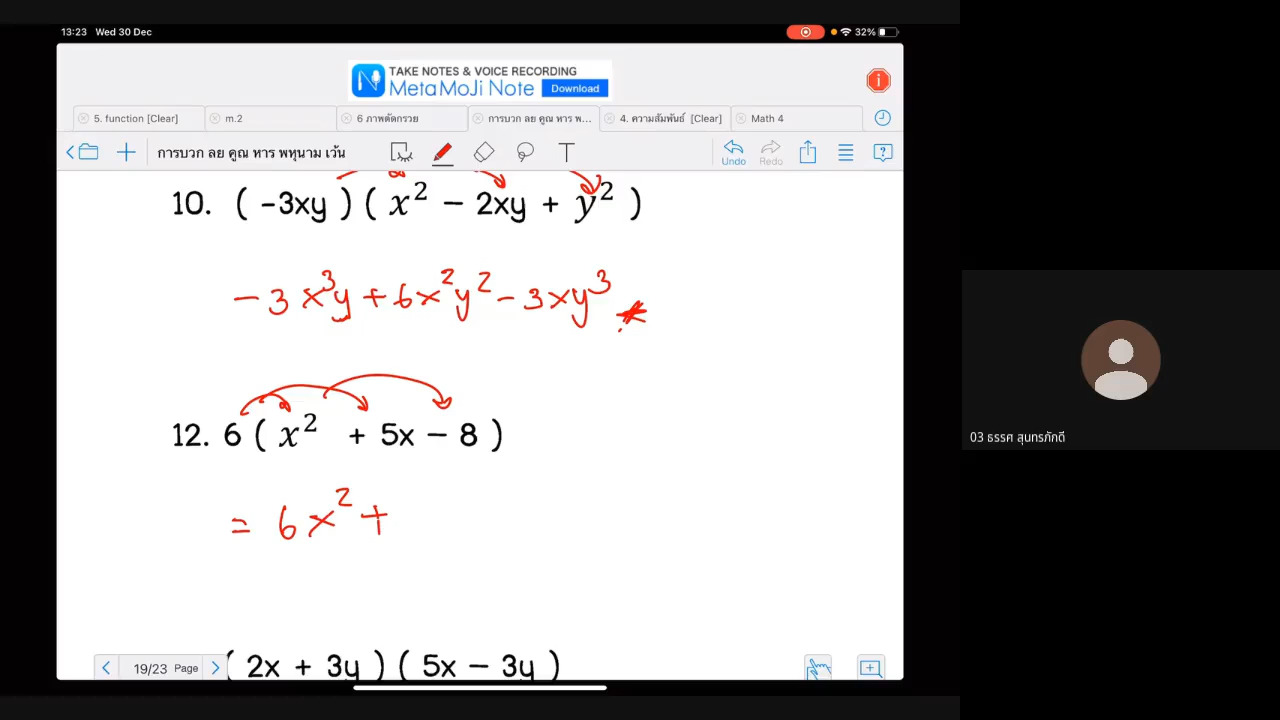 13:23 Wed 30 Dec
32%
TAKE NOTES & VOICE RECORDING
MetaMoJi Note Download
5. function [Clear]
m.2
6 ภาพตัดกรวย
การบวก ลย คูณ หาร พ...
4. ความสัมพันธ์ [Clear]
Math 4
การบวก ลย คูณ หาร พหุนาม เว้น
T
Undo
Redo
10. ( -3xy ) ( x² − 2xy + y² )
− 3x³y + 6x²y² − 3xy³
12. 6 ( x² + 5x − 8 )
= 6x² +
19/23 Page
( 2x + 3y ) ( 5x − 3y )
03 ธรรศ สุนทรภักดี